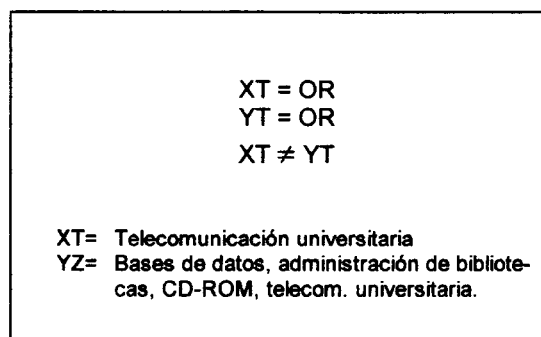 XT = OR
YT = OR
XT ≠ YT
XT= Telecomunicación universitaria
YZ= Bases de datos, administración de bibliote-
cas, CD-ROM, telecom. universitaria.